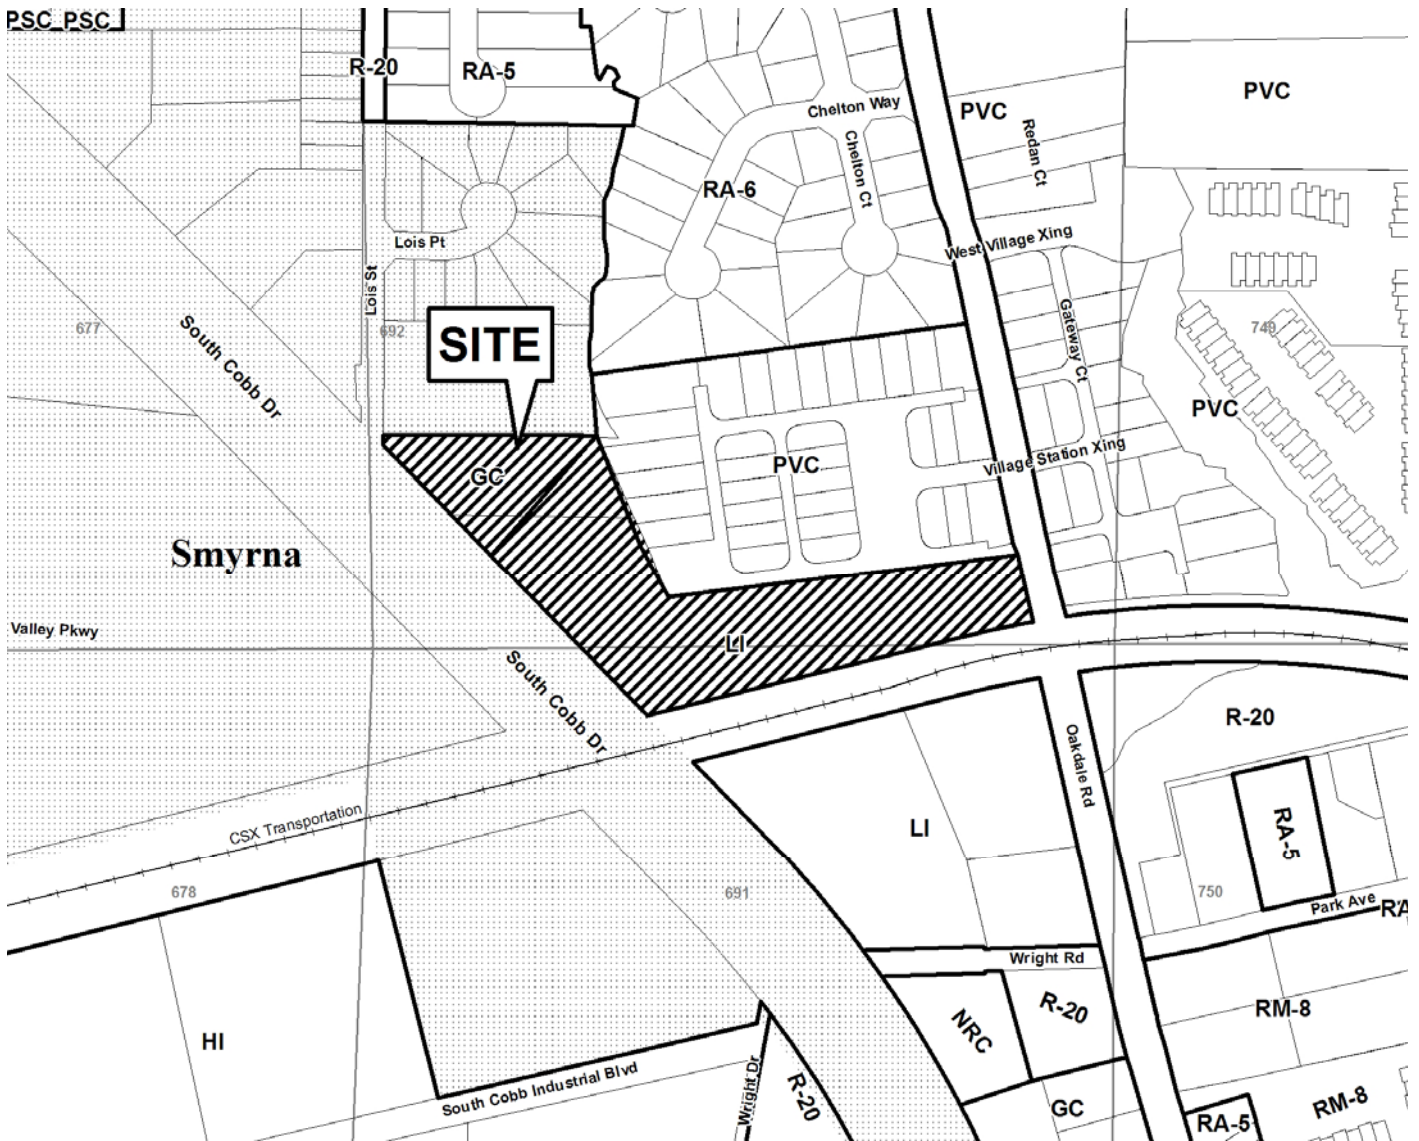 PSC PSC
R-20
RA-5
Chelton Way
PVC
PVC
Redan Ct
Chelton Ct
RA-6
Lois Pt
West Village Xing
Lois St
677
South Cobb Dr
692
SITE
Gateway Ct
749
PVC
GC
PVC
Village Station Xing
Smyrna
Valley Pkwy
LI
South Cobb Dr
R-20
Oakdale Rd
CSX Transportation
LI
RA-5
678
691
750
Park Ave
RA
Wright Rd
R-20
NRC
RM-8
HI
South Cobb Industrial Blvd
Wright Dr
R-20
GC
RA-5
RM-8